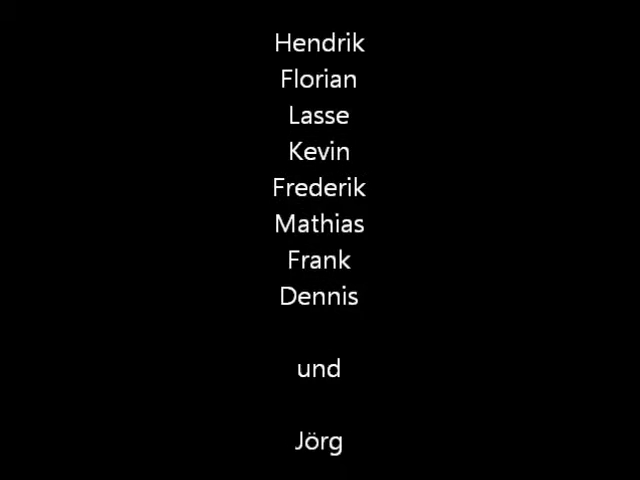 Hendrik
Florian
Lasse
Kevin
Frederik
Mathias
Frank
Dennis
und
Jörg